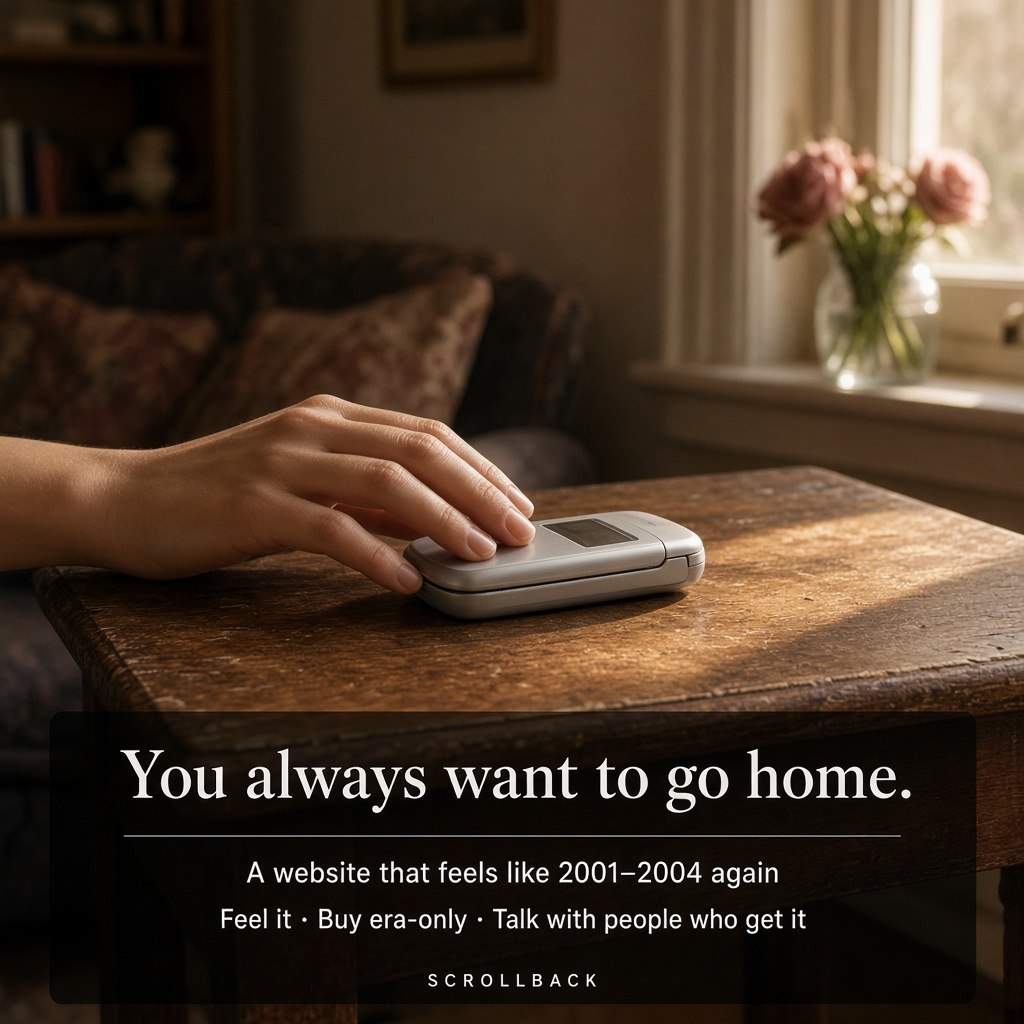 You always want to go home.
A website that feels like 2001–2004 again
Feel it · Buy era-only · Talk with people who get it
SCROLLBACK